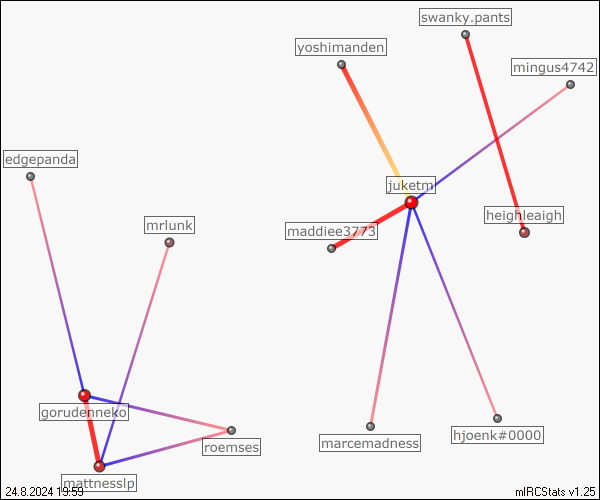 swanky.pants
yoshimanden
mingus4742
edgepanda
juketm
mrlunk
heighleaigh
maddiee3773
gorudenneko
marcemadness
hjoenk#0000
roemses
mattnesslp
24.8.2024 19:59
mIRCStats v1.25